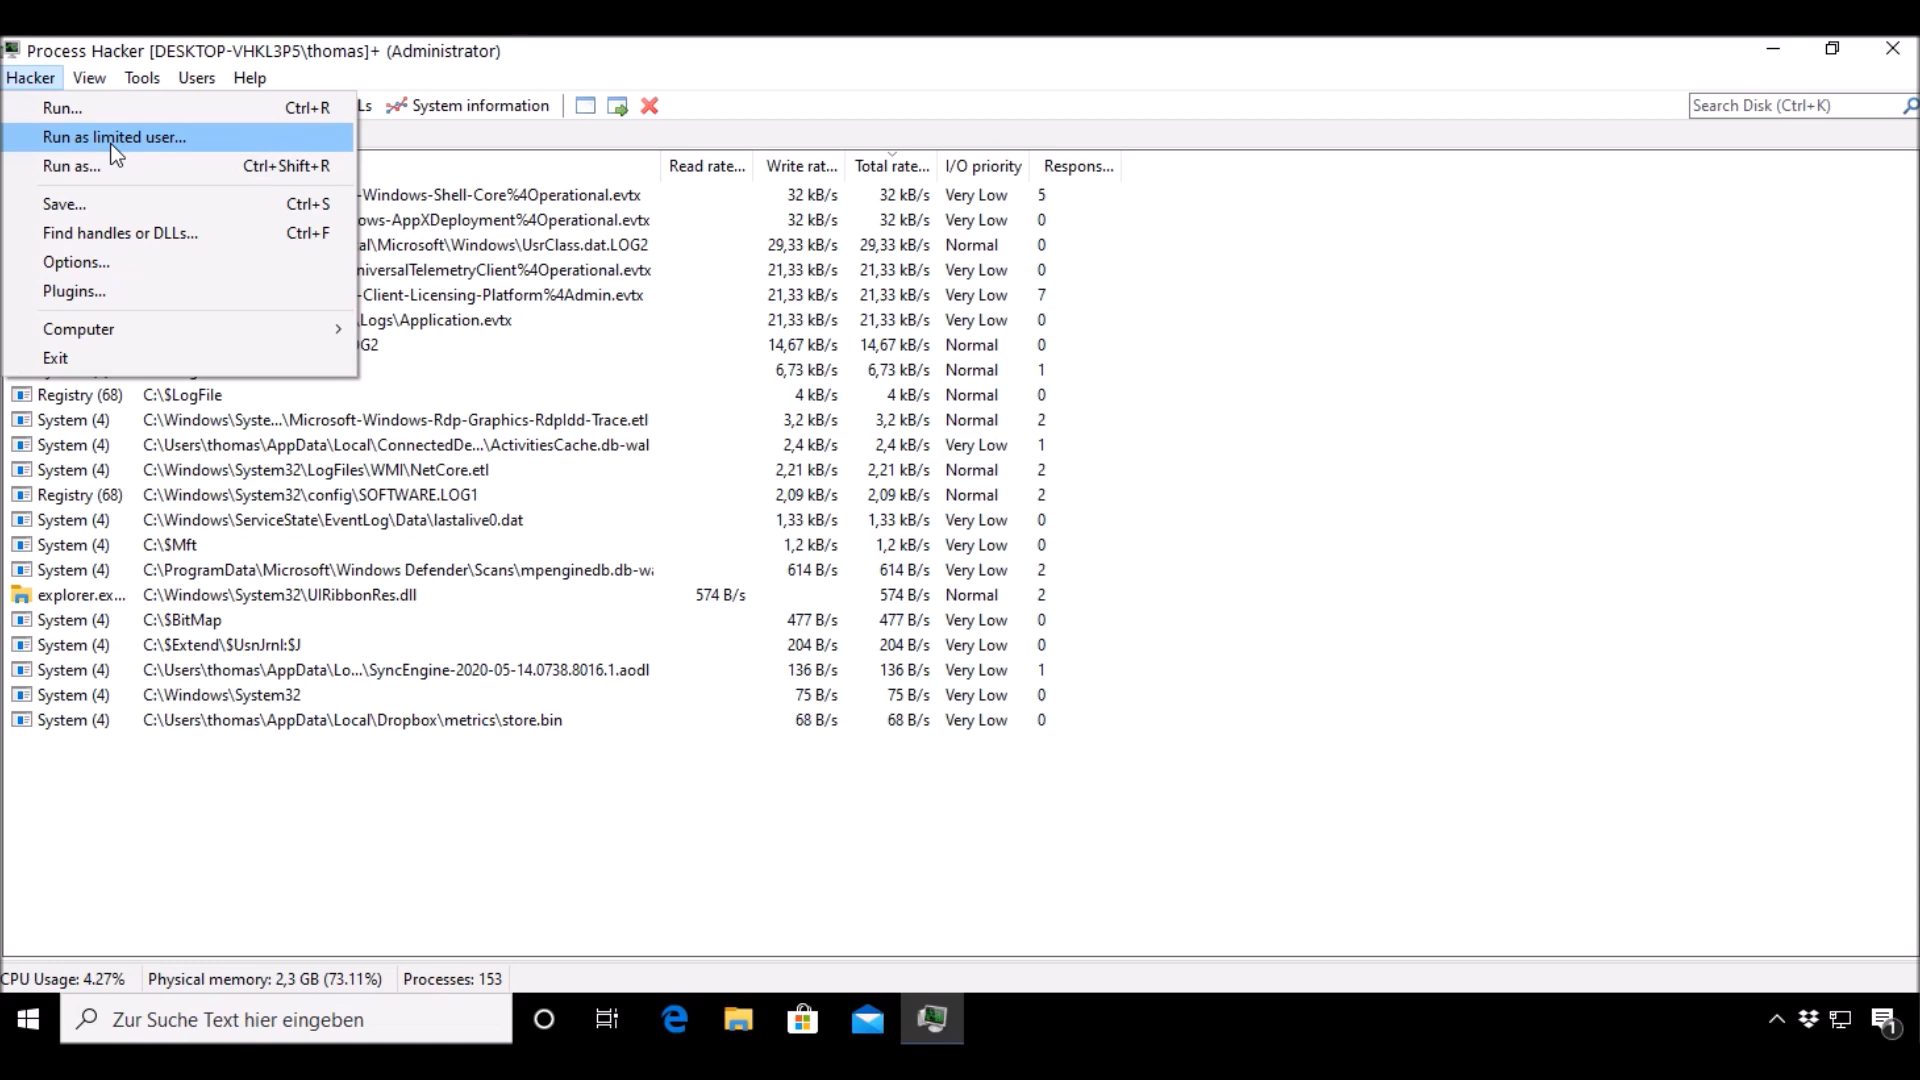 Process Hacker [DESKTOP-VHKL3P5\thomas]+ (Administrator)
Hacker View Tools Users Help
Run... Ctrl+R
Run as limited user...
Run as... Ctrl+Shift+R
Save... Ctrl+S
Find handles or DLLs... Ctrl+F
Options...
Plugins...
Computer
Exit
Ls System information Search Disk (Ctrl+K)
Read rate... Write rat... Total rate... I/O priority Respons...
-Windows-Shell-Core%4Operational.evtx 32 kB/s 32 kB/s Very Low 5
ows-AppXDeployment%4Operational.evtx 32 kB/s 32 kB/s Very Low 0
al\Microsoft\Windows\UsrClass.dat.LOG2 29,33 kB/s 29,33 kB/s Normal 0
niversalTelemetryClient%4Operational.evtx 21,33 kB/s 21,33 kB/s Very Low 0
-Client-Licensing-Platform%4Admin.evtx 21,33 kB/s 21,33 kB/s Very Low 7
\Logs\Application.evtx 21,33 kB/s 21,33 kB/s Very Low 0
OG2 14,67 kB/s 14,67 kB/s Normal 0
6,73 kB/s 6,73 kB/s Normal 1
Registry (68) C:\$LogFile 4 kB/s 4 kB/s Normal 0
System (4) C:\Windows\Syste...\Microsoft-Windows-Rdp-Graphics-RdpIdd-Trace.etl 3,2 kB/s 3,2 kB/s Normal 2
System (4) C:\Users\thomas\AppData\Local\ConnectedDe...\ActivitiesCache.db-wal 2,4 kB/s 2,4 kB/s Very Low 1
System (4) C:\Windows\System32\LogFiles\WMI\NetCore.etl 2,21 kB/s 2,21 kB/s Normal 2
Registry (68) C:\Windows\System32\config\SOFTWARE.LOG1 2,09 kB/s 2,09 kB/s Normal 2
System (4) C:\Windows\ServiceState\EventLog\Data\lastalive0.dat 1,33 kB/s 1,33 kB/s Very Low 0
System (4) C:\$Mft 1,2 kB/s 1,2 kB/s Very Low 0
System (4) C:\ProgramData\Microsoft\Windows Defender\Scans\mpenginedb.db-wa 614 B/s 614 B/s Very Low 2
explorer.ex... C:\Windows\System32\UIRibbonRes.dll 574 B/s 574 B/s Normal 2
System (4) C:\$BitMap 477 B/s 477 B/s Very Low 0
System (4) C:\$Extend\$UsnJrnl:$J 204 B/s 204 B/s Very Low 0
System (4) C:\Users\thomas\AppData\Lo...\SyncEngine-2020-05-14.0738.8016.1.aodl 136 B/s 136 B/s Very Low 1
System (4) C:\Windows\System32 75 B/s 75 B/s Very Low 0
System (4) C:\Users\thomas\AppData\Local\Dropbox\metrics\store.bin 68 B/s 68 B/s Very Low 0
CPU Usage: 4.27% Physical memory: 2,3 GB (73.11%) Processes: 153
Zur Suche Text hier eingeben 1